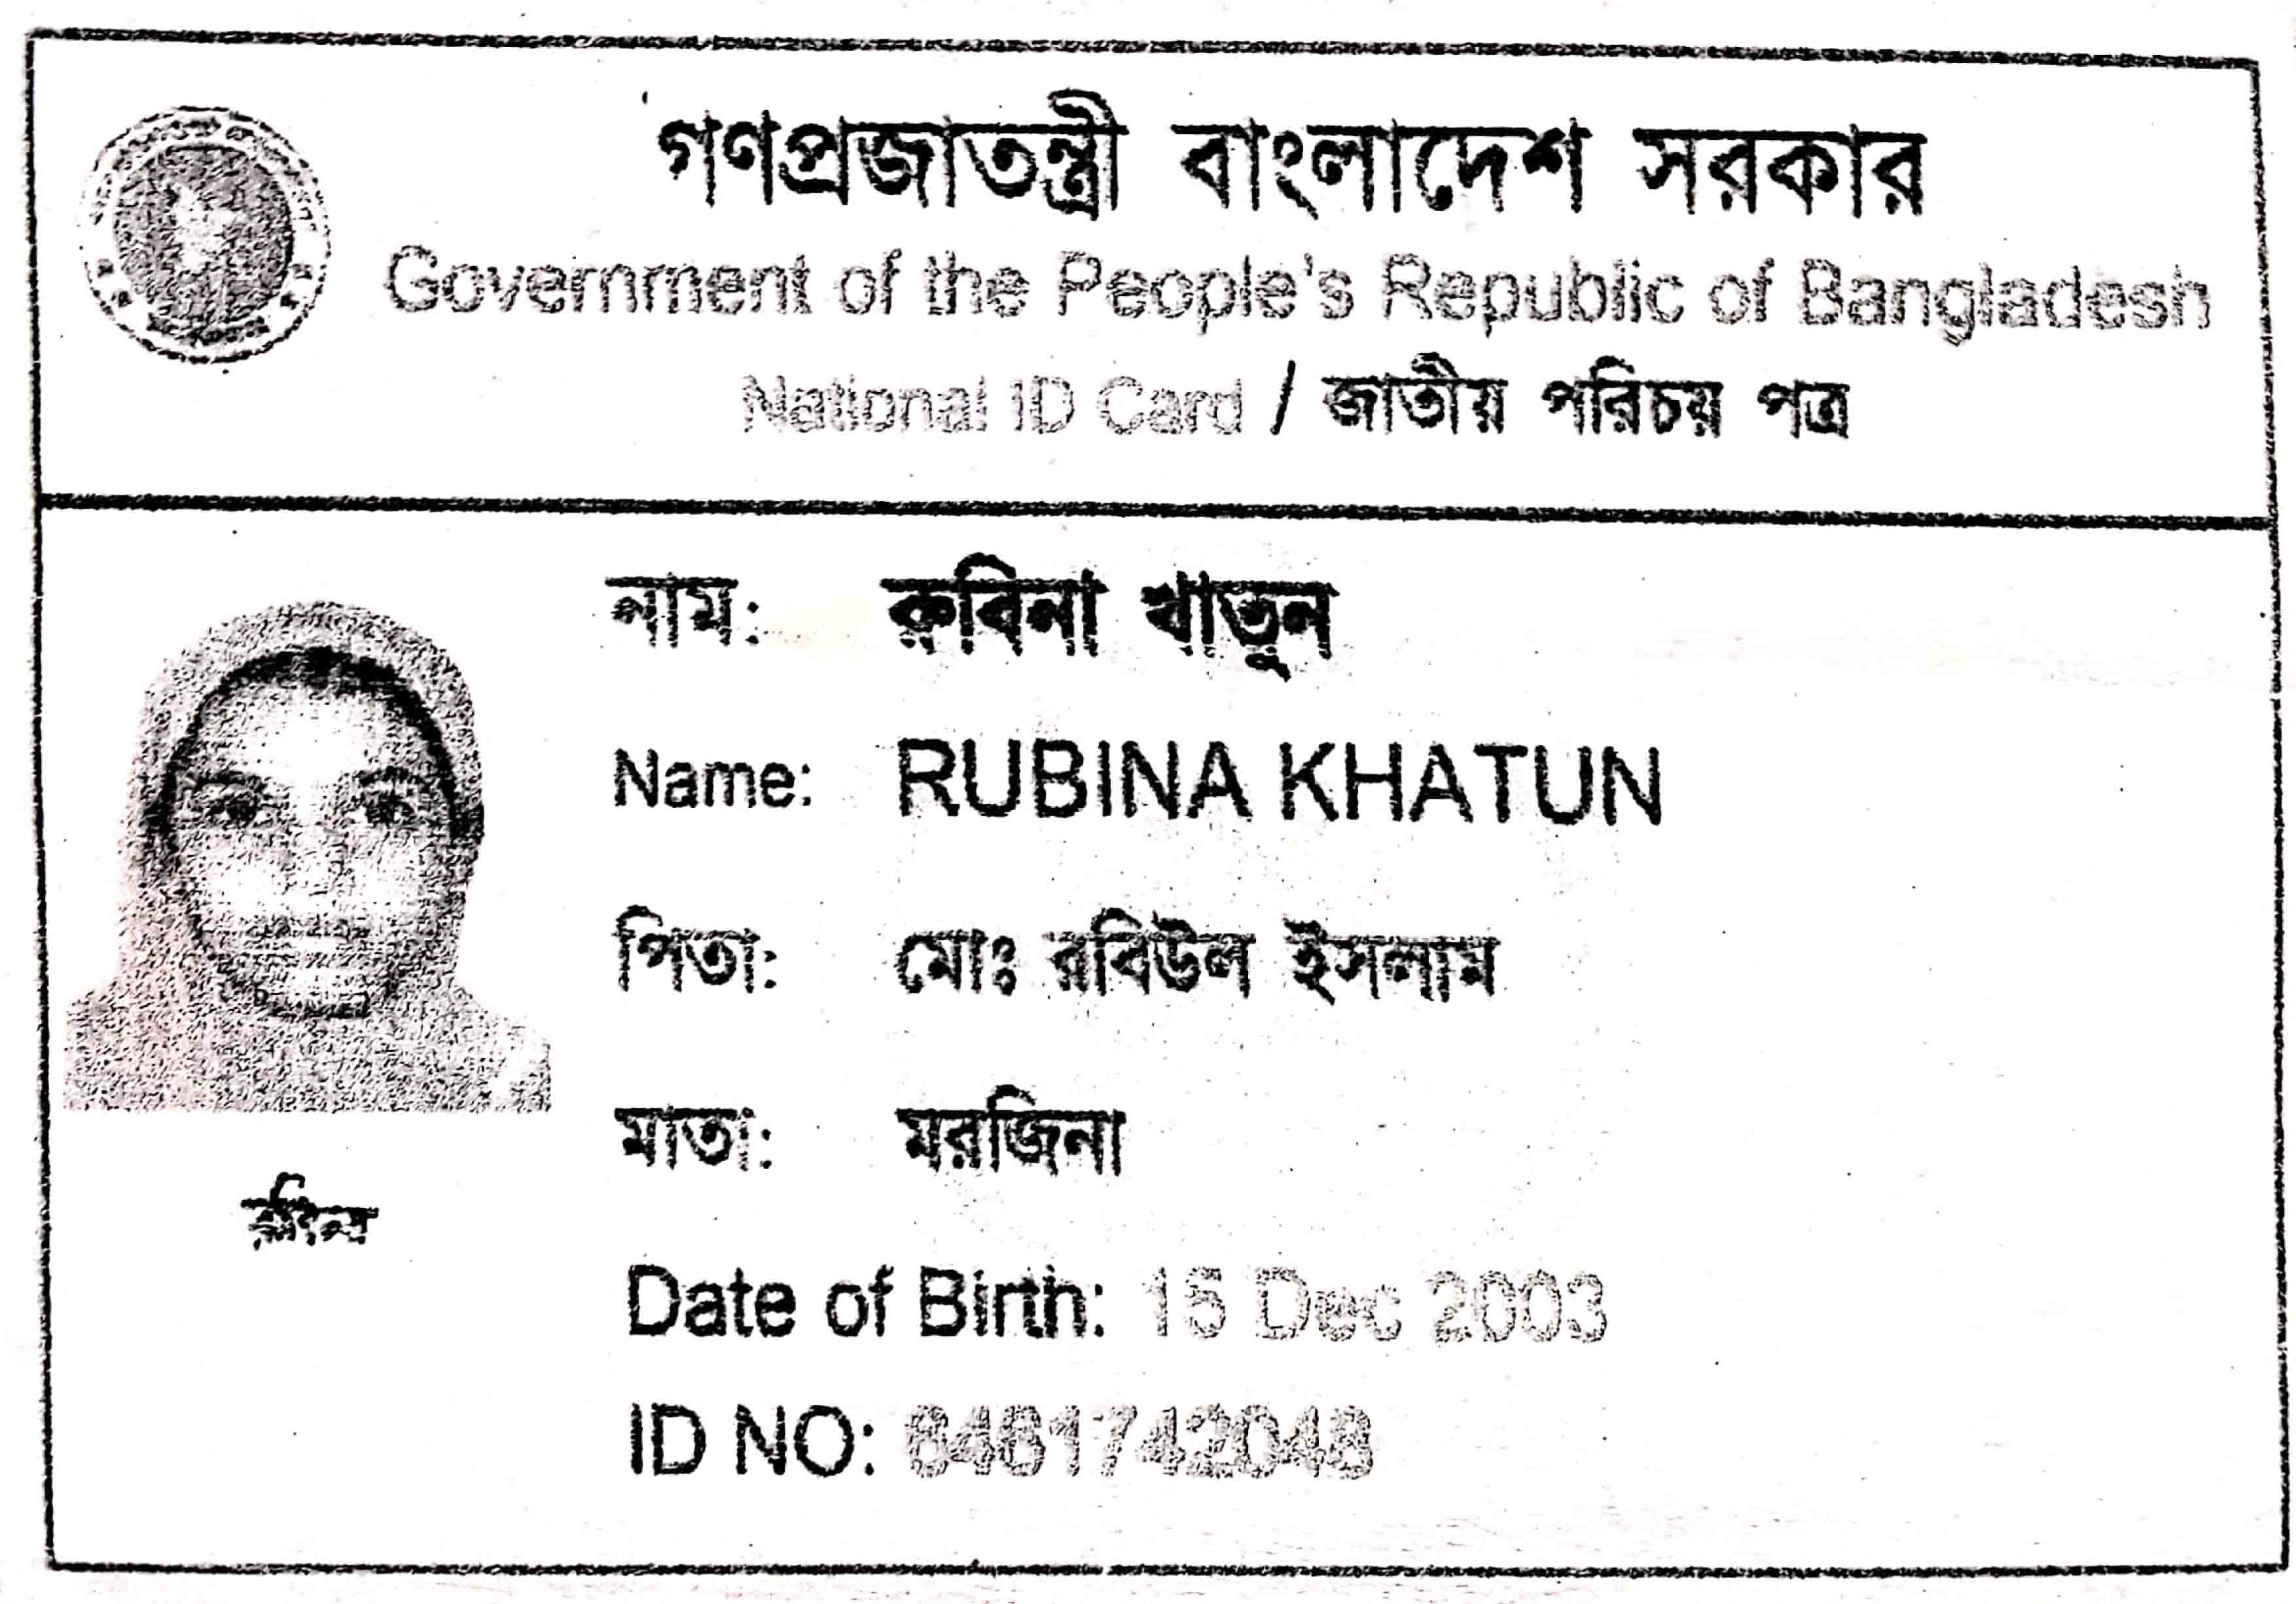 গণপ্রজাতন্ত্রী বাংলাদেশ সরকার
Government of the People's Republic of Bangladesh
National ID Card / জাতীয় পরিচয় পত্র
নাম: রুবিনা খাতুন
Name: RUBINA KHATUN
পিতা: মোঃ রবিউল ইসলাম
মাতা: মরজিনা
রুবিনা
Date of Birth: 15 Dec 2003
ID NO: